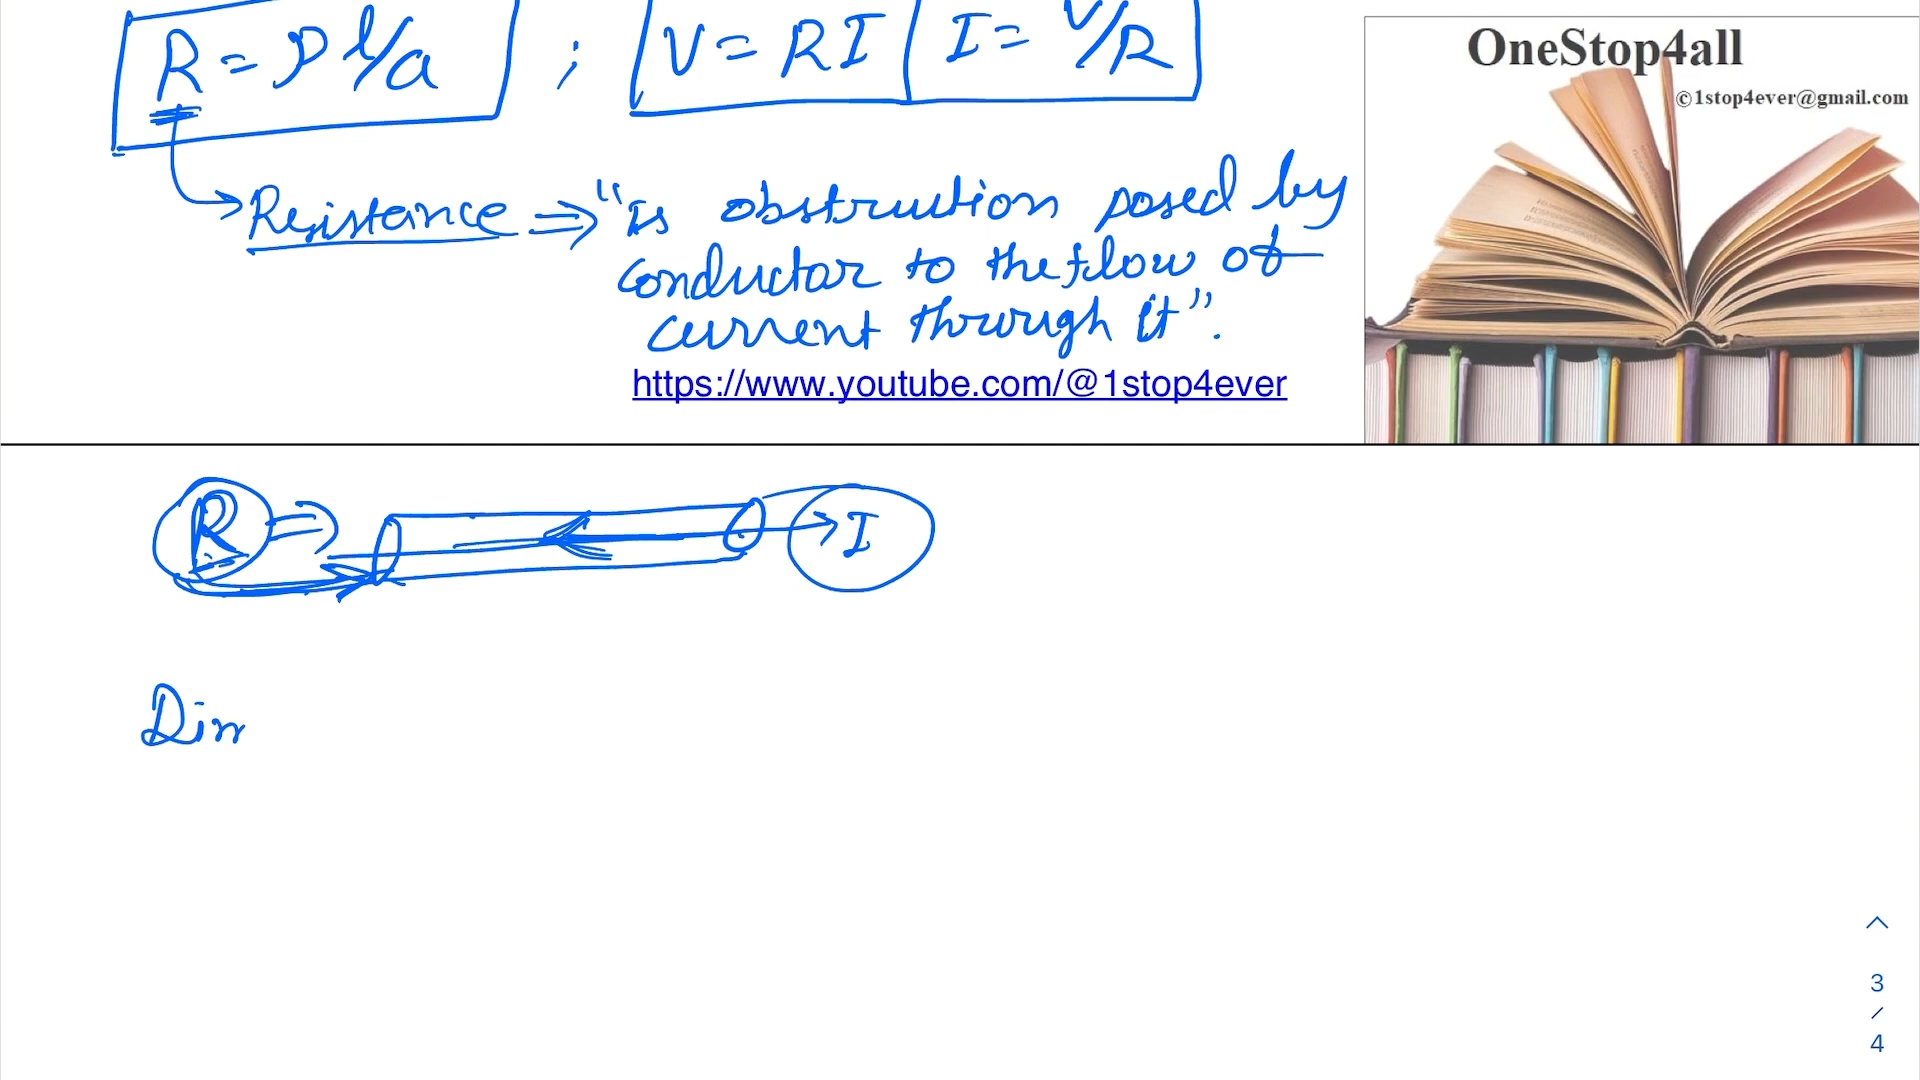 R = ρ l/a ; V = RI I = V/R
OneStop4all
©1stop4ever@gmail.com
Resistance ⇒ "is obstruction posed by
conductor to the flow of
current through it".
https://www.youtube.com/@1stop4ever
R ⇒ I
Dim
3
/
4